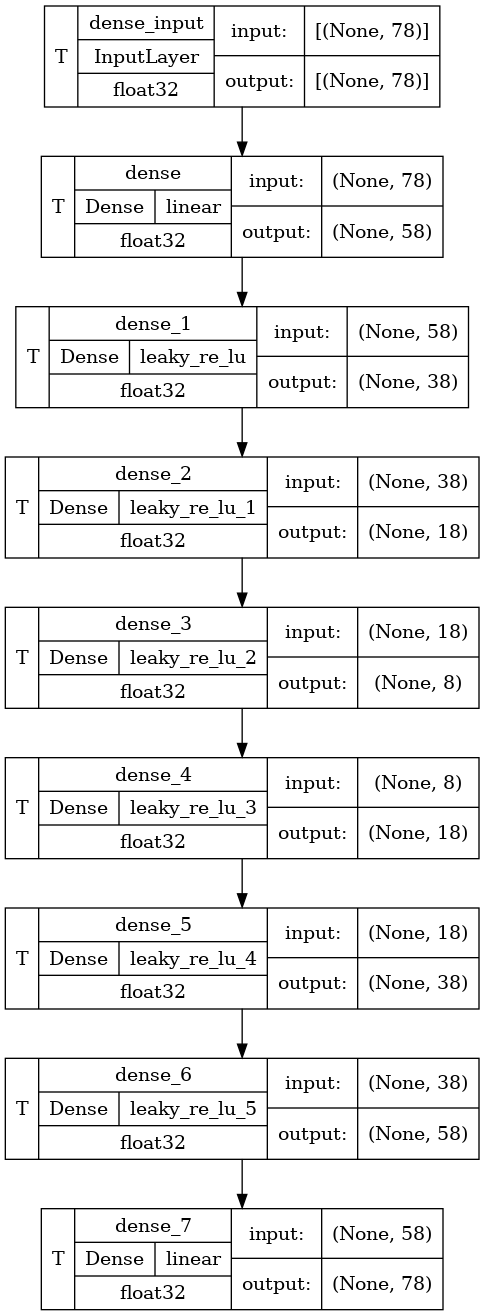 T dense_input InputLayer float32 input: [(None, 78)] output: [(None, 78)]
T dense Dense linear float32 input: (None, 78) output: (None, 58)
T dense_1 Dense leaky_re_lu float32 input: (None, 58) output: (None, 38)
T dense_2 Dense leaky_re_lu_1 float32 input: (None, 38) output: (None, 18)
T dense_3 Dense leaky_re_lu_2 float32 input: (None, 18) output: (None, 8)
T dense_4 Dense leaky_re_lu_3 float32 input: (None, 8) output: (None, 18)
T dense_5 Dense leaky_re_lu_4 float32 input: (None, 18) output: (None, 38)
T dense_6 Dense leaky_re_lu_5 float32 input: (None, 38) output: (None, 58)
T dense_7 Dense linear float32 input: (None, 58) output: (None, 78)